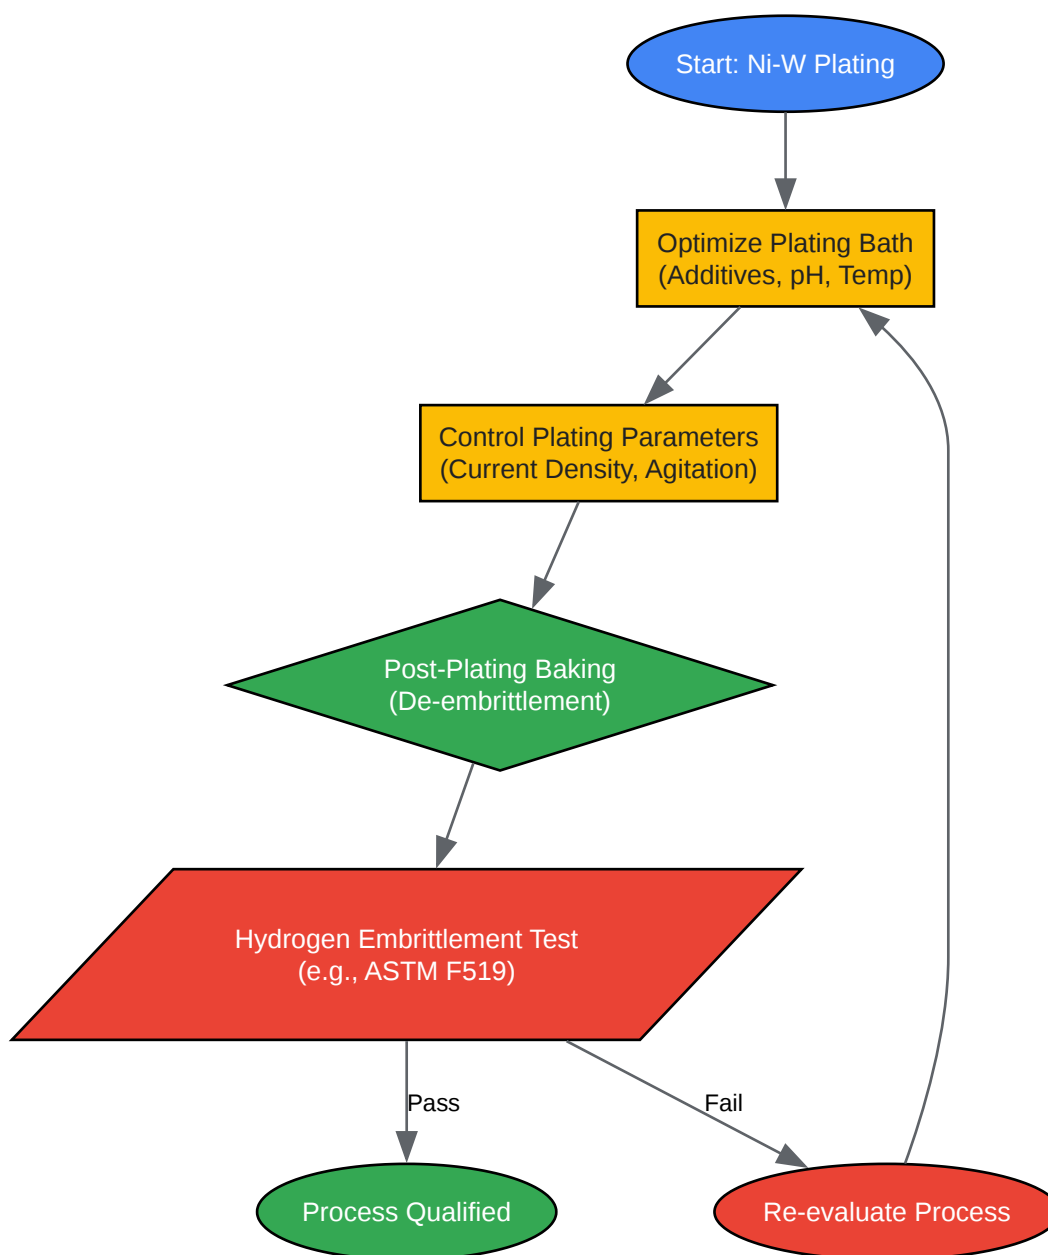 Start: Ni-W Plating
Optimize Plating Bath
(Additives, pH, Temp)
Control Plating Parameters
(Current Density, Agitation)
Post-Plating Baking
(De-embrittlement)
Hydrogen Embrittlement Test
(e.g., ASTM F519)
Pass
Fail
Process Qualified
Re-evaluate Process